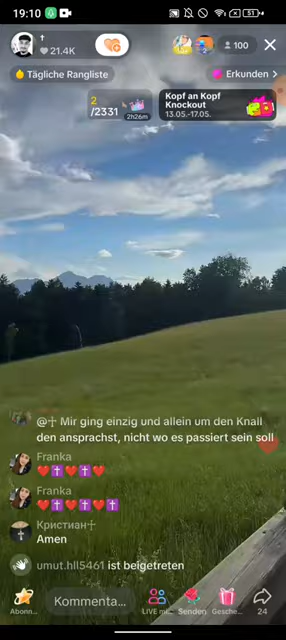 19:10
51
†
21.4K
100
Tägliche Rangliste
Erkunden >
2
/2331
2h26m
Kopf an Kopf
Knockout
13.05.-17.05.
@♰ Mir ging einzig und allein um den Knall
den ansprachst, nicht wo es passiert sein soll
Franka
❤️✝️❤️✝️❤️
Franka
❤️✝️❤️✝️❤️✝️
Кристиан♰
Amen
umut.hll5461 ist beigetreten
Abonn...
Kommenta...
LIVE mi...
Senden
Gesche...
24